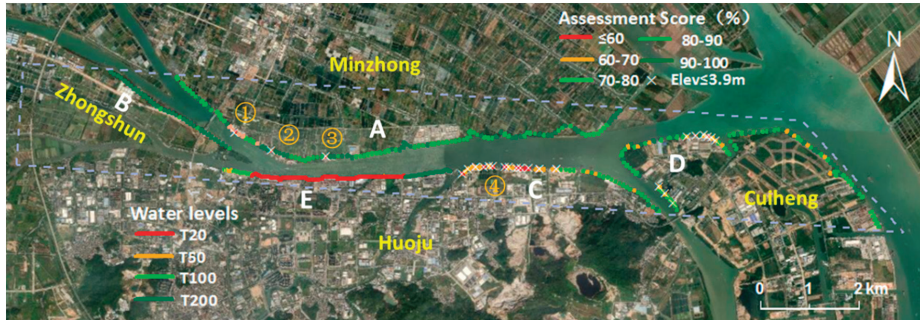 Assessment Score（%）
≤60
80-90
60-70
90-100
70-80
Elev≤3.9m
N
Minzhong
Zhongshun
B
①
②
③
A
④
C
D
E
Cuiheng
Huoju
Water levels
T20
T50
T100
T200
0 1 2 km